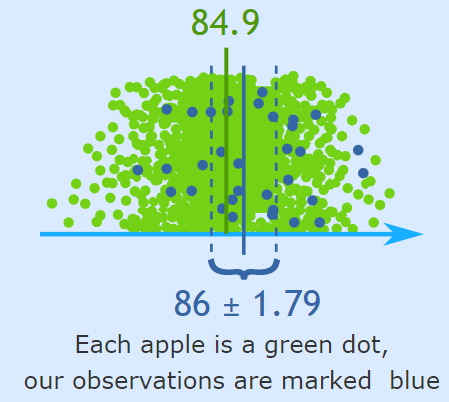 84.9
86 ± 1.79
Each apple is a green dot,
our observations are marked  blue